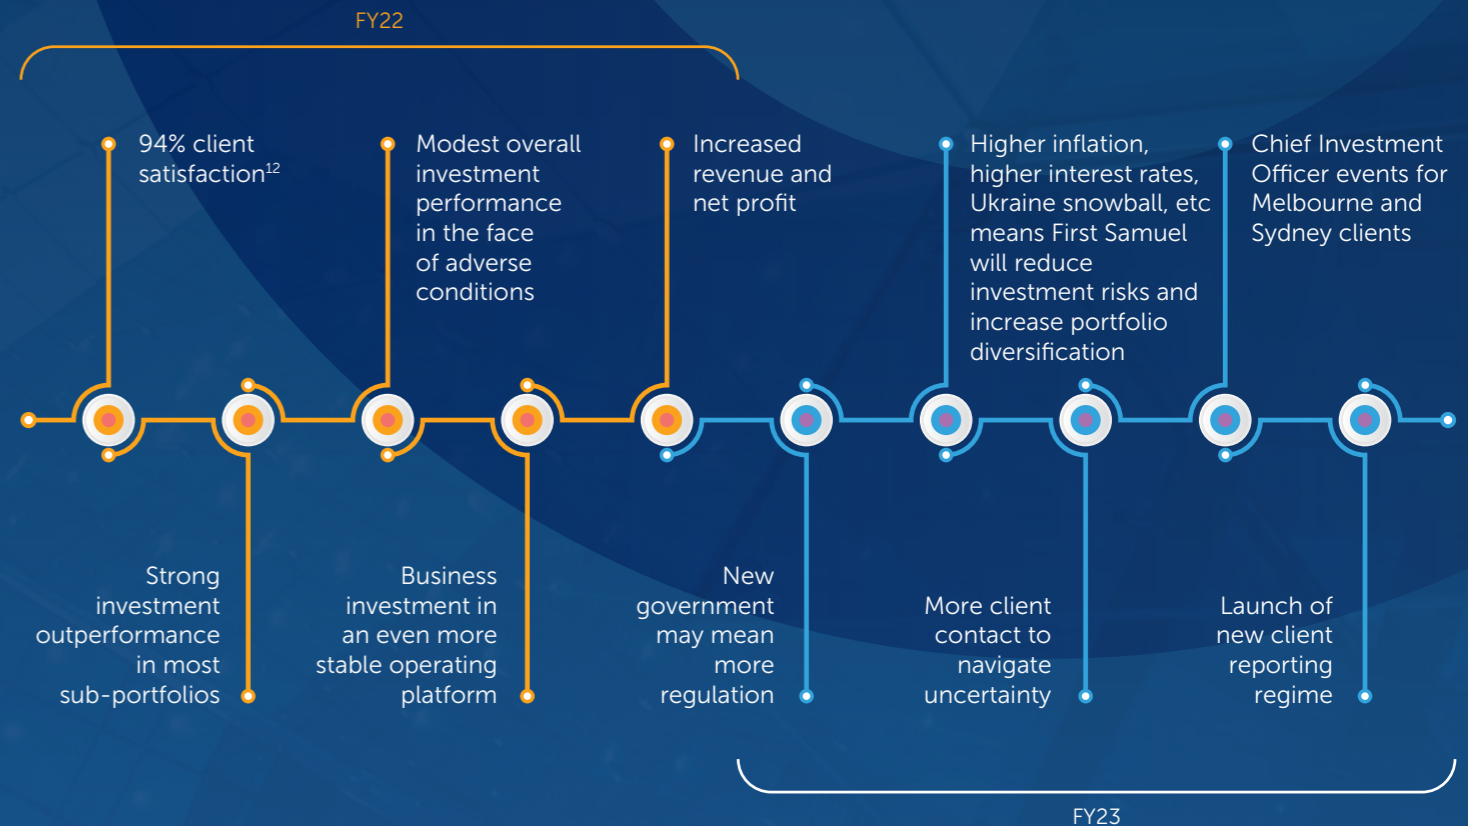 FY22
94% client
satisfaction12
Modest overall
investment
performance
in the face
of adverse
conditions
Increased
revenue and
net profit
Higher inflation,
higher interest rates,
Ukraine snowball, etc
means First Samuel
will reduce
investment risks and
increase portfolio
diversification
Chief Investment
Officer events for
Melbourne and
Sydney clients
Strong
investment
outperformance
in most
sub-portfolios
Business
investment in
an even more
stable operating
platform
New
government
may mean
more
regulation
More client
contact to
navigate
uncertainty
Launch of
new client
reporting
regime
FY23